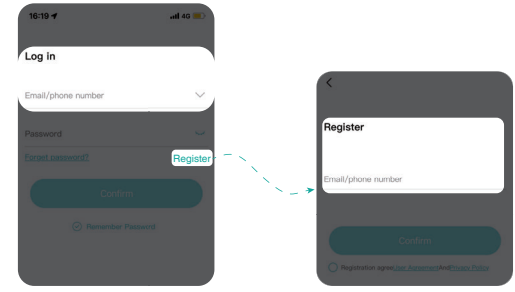 16:19
4G
Log in
Email/phone number
Password
Forget password?
Register
Confirm
Remember Password
Register
Email/phone number
Confirm
Registration agree User Agreement And Privacy Policy